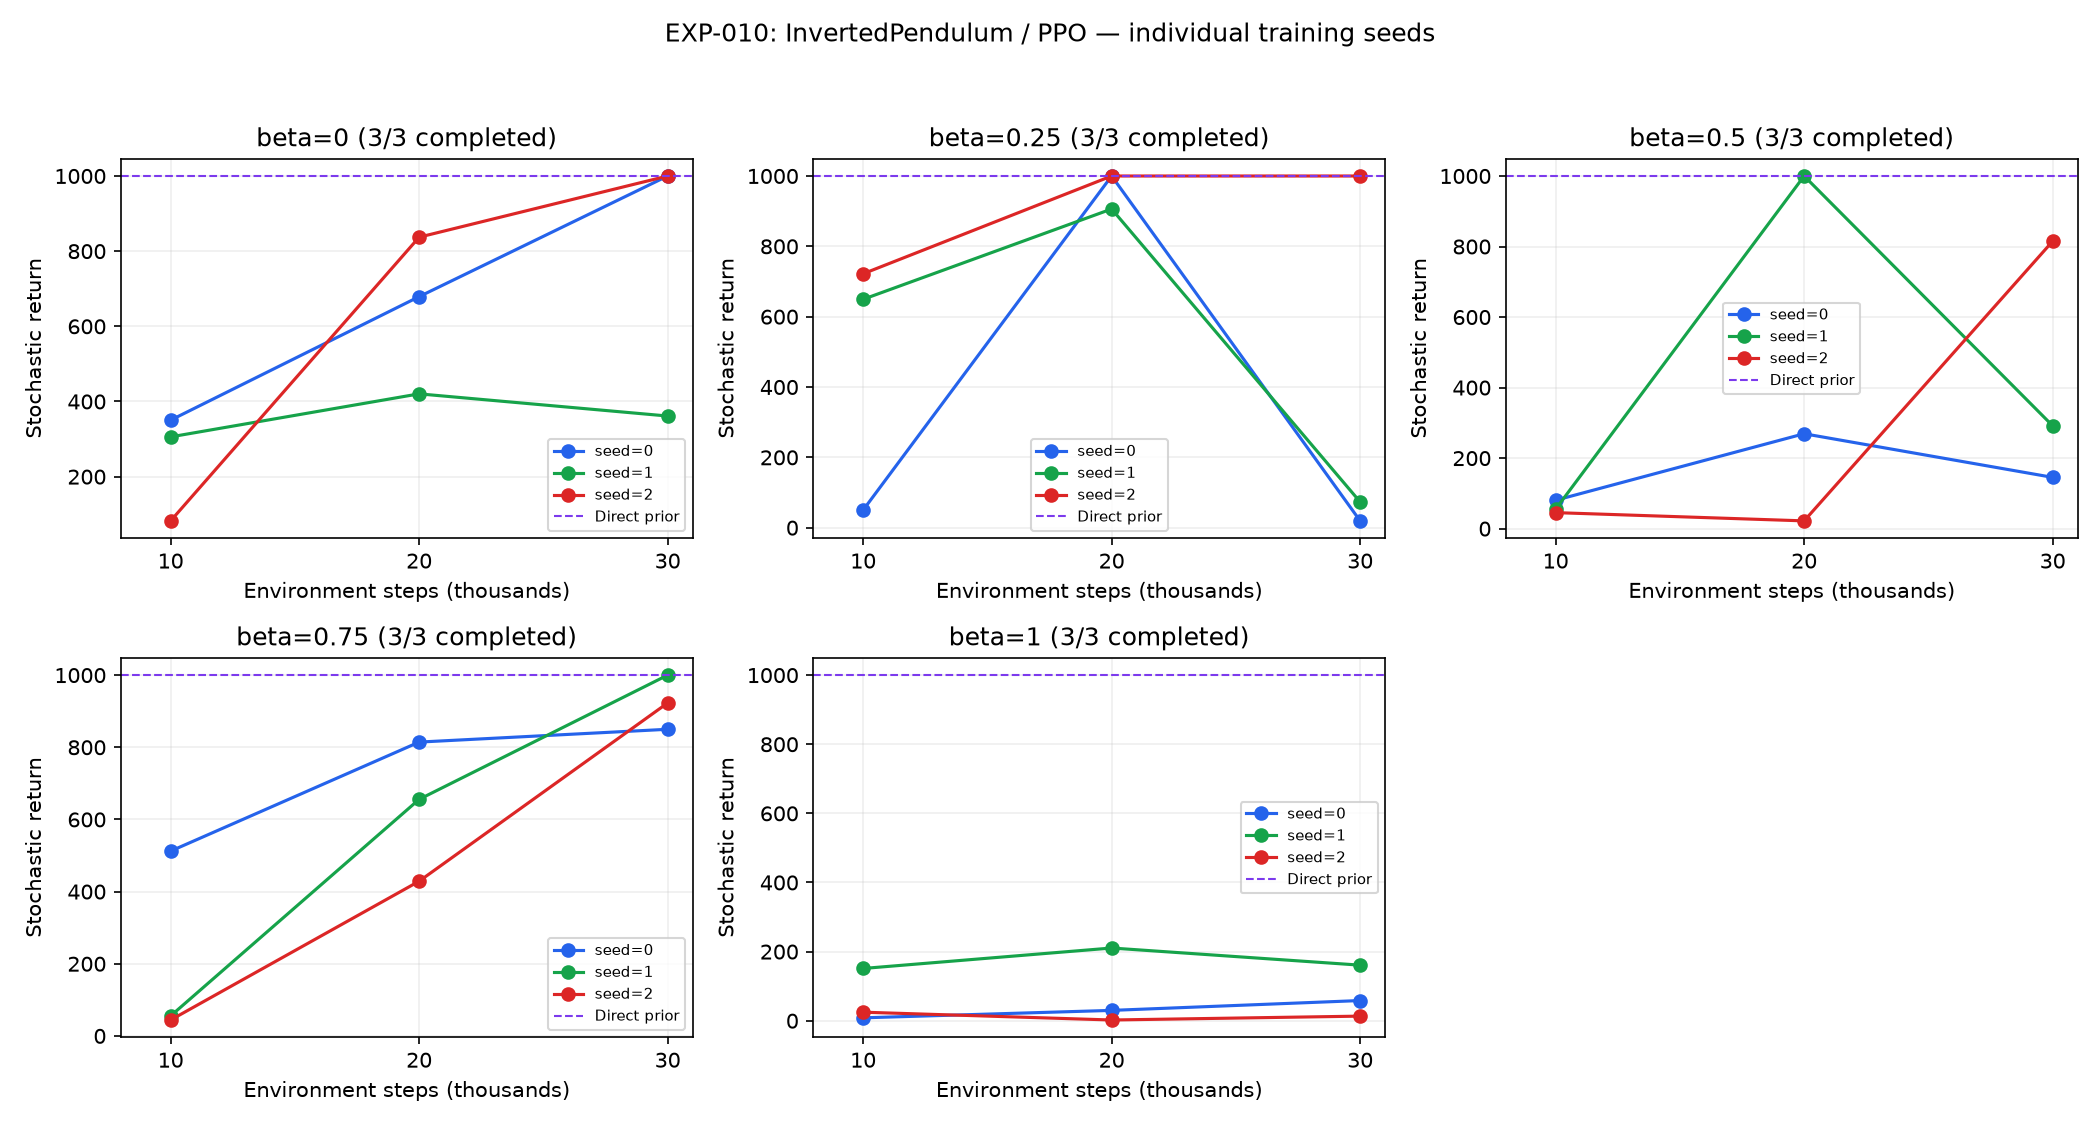 EXP-010: InvertedPendulum / PPO — individual training seeds
beta=0 (3/3 completed)
Stochastic return
1000
800
600
400
200
seed=0
seed=1
seed=2
Direct prior
10 20 30
Environment steps (thousands)
beta=0.25 (3/3 completed)
Stochastic return
1000
800
600
400
200
0
seed=0
seed=1
seed=2
Direct prior
10 20 30
Environment steps (thousands)
beta=0.5 (3/3 completed)
Stochastic return
1000
800
600
400
200
0
seed=0
seed=1
seed=2
Direct prior
10 20 30
Environment steps (thousands)
beta=0.75 (3/3 completed)
Stochastic return
1000
800
600
400
200
0
seed=0
seed=1
seed=2
Direct prior
10 20 30
Environment steps (thousands)
beta=1 (3/3 completed)
Stochastic return
1000
800
600
400
200
0
seed=0
seed=1
seed=2
Direct prior
10 20 30
Environment steps (thousands)